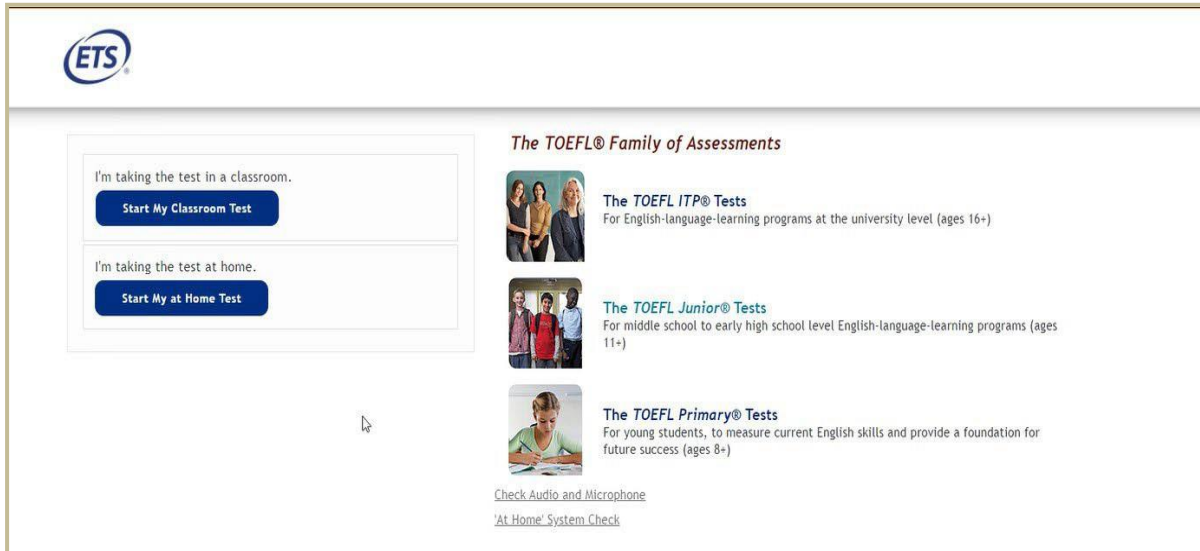 ETS®
I'm taking the test in a classroom.
Start My Classroom Test
I'm taking the test at home.
Start My at Home Test
The TOEFL® Family of Assessments
The TOEFL ITP® Tests
For English-language-learning programs at the university level (ages 16+)
The TOEFL Junior® Tests
For middle school to early high school level English-language-learning programs (ages
11+)
The TOEFL Primary® Tests
For young students, to measure current English skills and provide a foundation for
future success (ages 8+)
Check Audio and Microphone
'At Home' System Check